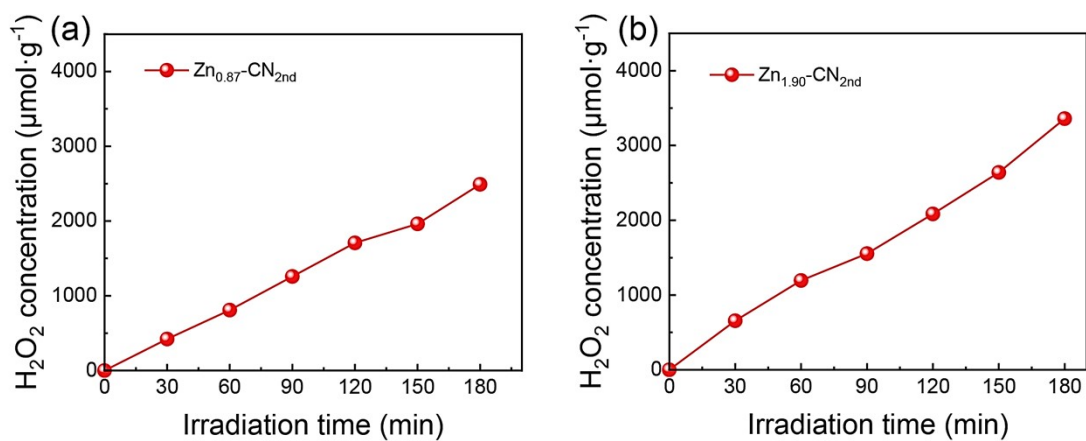 (a)
H₂O₂ concentration (μmol·g⁻¹)
4000
3000
2000
1000
0
Zn₀.₈₇-CN₂nd
0 30 60 90 120 150 180
Irradiation time (min)
(b)
H₂O₂ concentration (μmol·g⁻¹)
4000
3000
2000
1000
0
Zn₁.₉₀-CN₂nd
0 30 60 90 120 150 180
Irradiation time (min)